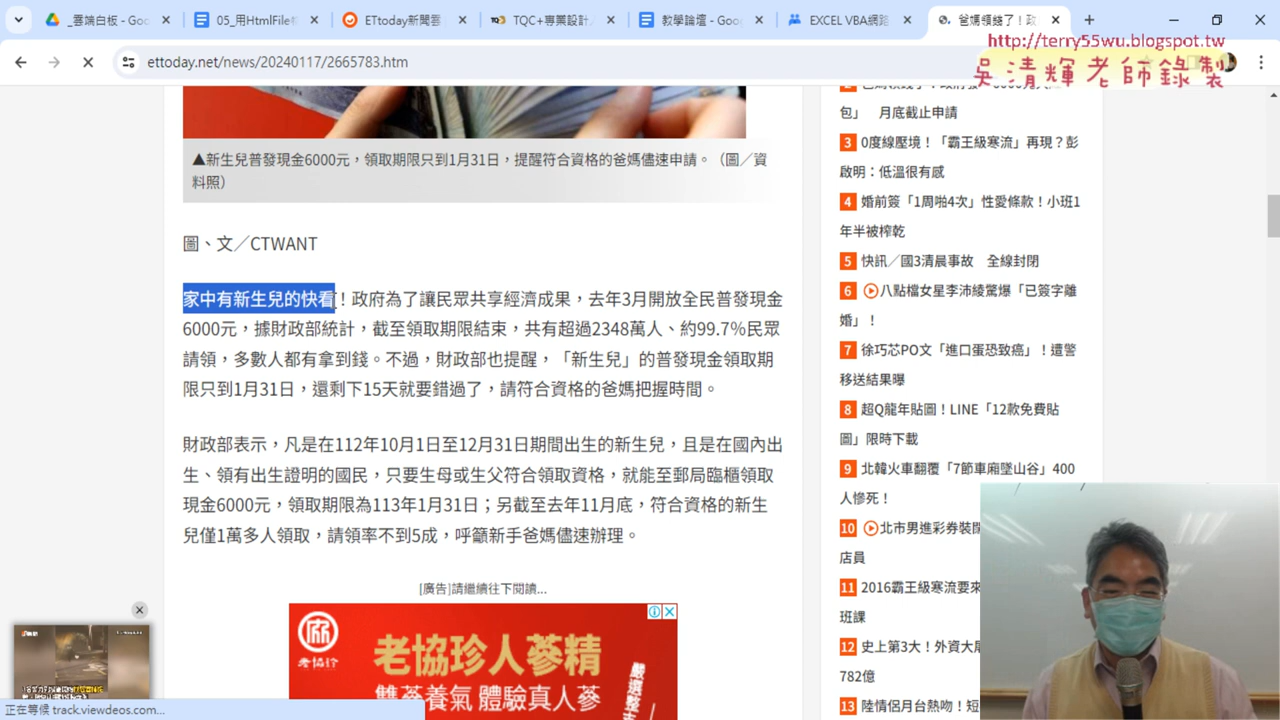 _雲端白板 - Goo
05_用HtmlFile
ETtoday新聞雲
TQC+專業設計
教學論壇 - Goo
EXCEL VBA網路
爸媽領錢了！政
http://terry55wu.blogspot.tw
吳清輝老師錄製
ettoday.net/news/20240117/2665783.htm
▲新生兒普發現金6000元，領取期限只到1月31日，提醒符合資格的爸媽儘速申請。（圖／資
料照）
圖、文／CTWANT
家中有新生兒的快看！政府為了讓民眾共享經濟成果，去年3月開放全民普發現金
6000元，據財政部統計，截至領取期限結束，共有超過2348萬人、約99.7%民眾
請領，多數人都有拿到錢。不過，財政部也提醒，「新生兒」的普發現金領取期
限只到1月31日，還剩下15天就要錯過了，請符合資格的爸媽把握時間。
財政部表示，凡是在112年10月1日至12月31日期間出生的新生兒，且是在國內出
生、領有出生證明的國民，只要生母或生父符合領取資格，就能至郵局臨櫃領取
現金6000元，領取期限為113年1月31日；另截至去年11月底，符合資格的新生
兒僅1萬多人領取，請領率不到5成，呼籲新手爸媽儘速辦理。
[廣告]請繼續往下閱讀...
老協珍
老協珍人蔘精
雙蔘養氣 體驗真人蔘
嚴選整
正在等候 track.viewdeos.com...
2
包」 月底截止申請
3 0度線壓境！「霸王級寒流」再現？彭
啟明：低溫很有感
4 婚前簽「1周啪4次」性愛條款！小班1
年半被榨乾
5 快訊／國3清晨事故 全線封閉
6 八點檔女星李沛綾驚爆「已簽字離
婚」！
7 徐巧芯PO文「進口蛋恐致癌」！遭警
移送結果曝
8 超Q龍年貼圖！LINE「12款免費貼
圖」限時下載
9 北韓火車翻覆「7節車廂墜山谷」400
人慘死！
10 北市男進彩券裝
店員
11 2016霸王級寒流要
班課
12 史上第3大！外資大
782億
13 陸情侶月台熱吻！短